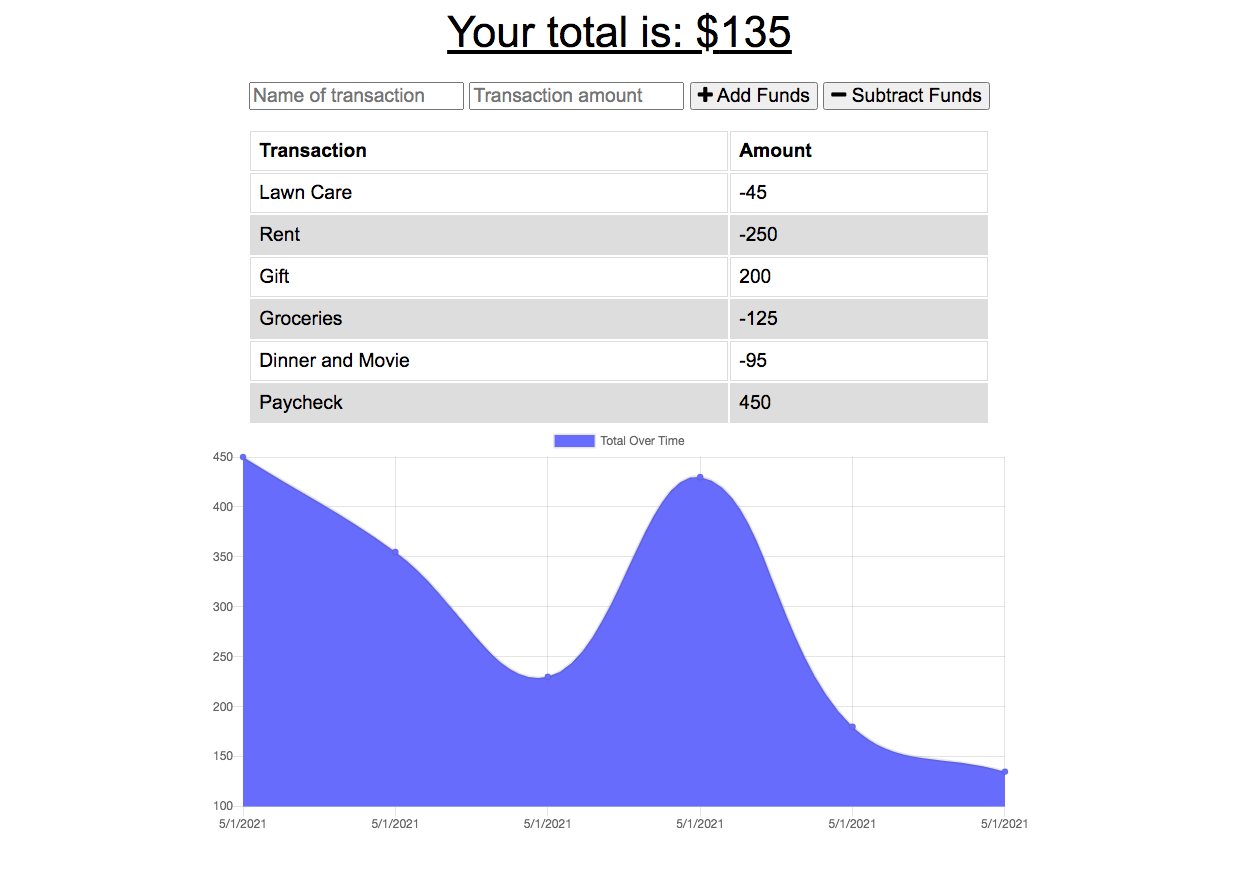 Your total is: $135
Name of transaction Transaction amount Add Funds Subtract Funds
Transaction Amount
Lawn Care -45
Rent -250
Gift 200
Groceries -125
Dinner and Movie -95
Paycheck 450
Total Over Time
450
400
350
300
250
200
150
100
5/1/2021 5/1/2021 5/1/2021 5/1/2021 5/1/2021 5/1/2021